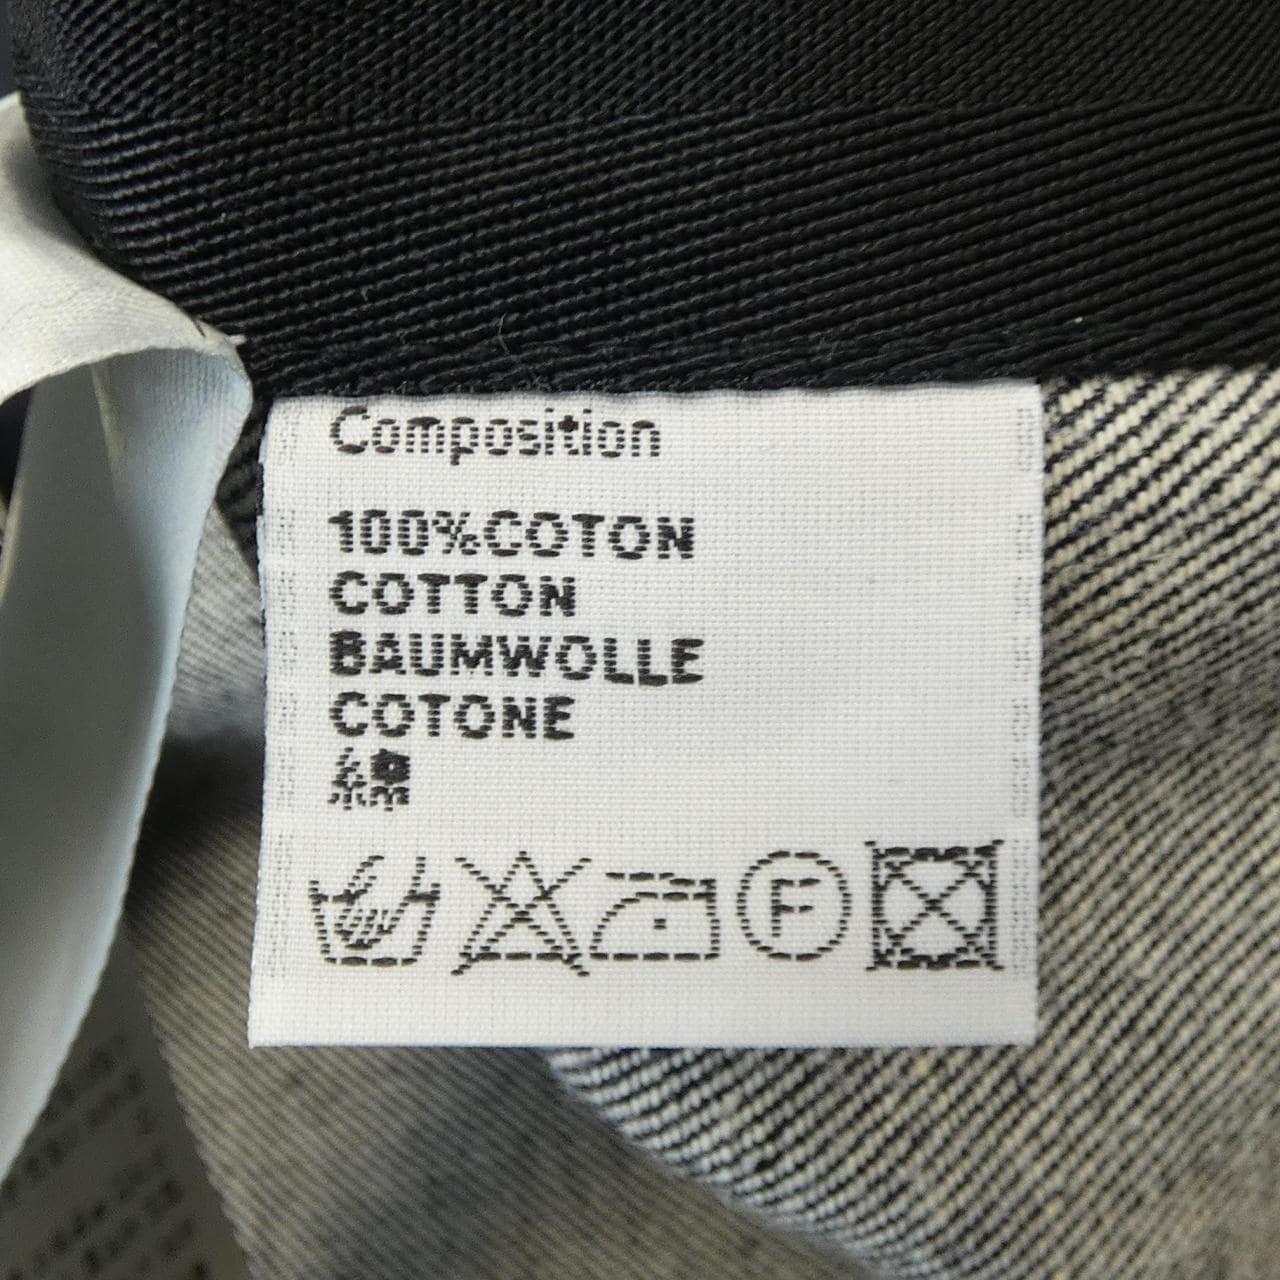 Composition
100%COTON
COTTON
BAUMWOLLE
COTONE
綿
F